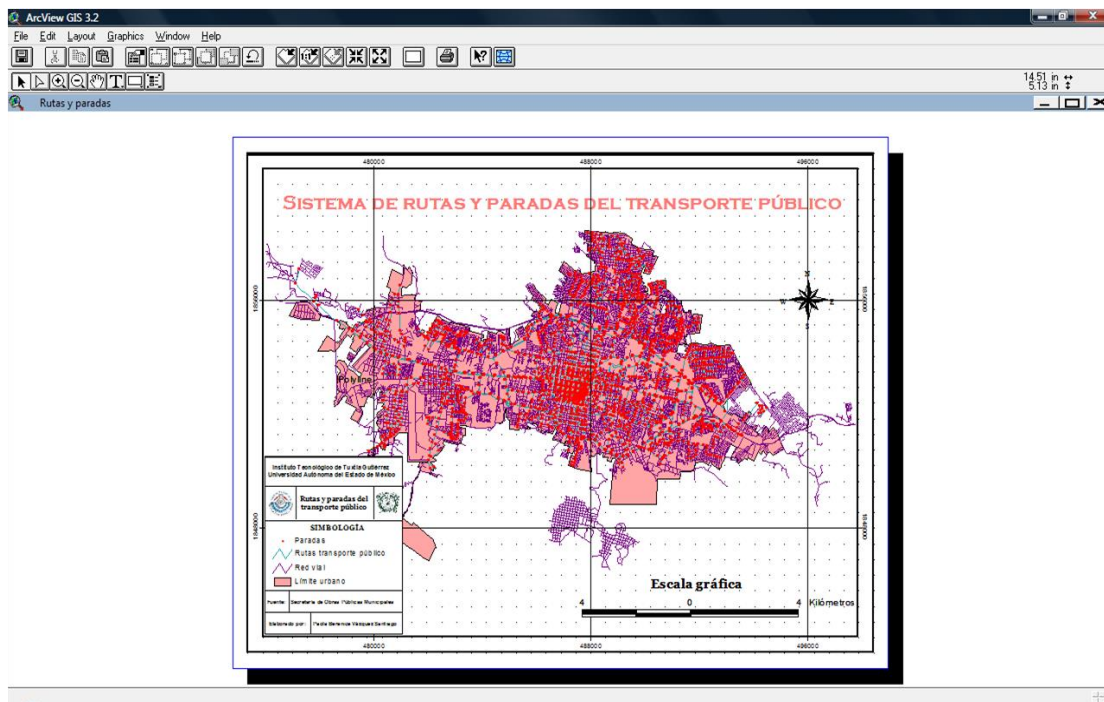 ArcView GIS 3.2
File Edit Layout Graphics Window Help
14.51 in
5.13 in
Rutas y paradas
480000 488000 496000
SISTEMA DE RUTAS Y PARADAS DEL TRANSPORTE PÚBLICO
N
W E
S
Polyline
Instituto Tecnológico de Tuxtla Gutiérrez
Universidad Autónoma del Estado de México
Rutas y paradas del
transporte público
SIMBOLOGÍA
Paradas
Rutas transporte público
Red vial
Límite urbano
Fuente: Secretaría de Obras Públicas Municipales
Elaborado por:
1848000 1848000
Escala gráfica
4 0 4 Kilómetros
480000 488000 496000